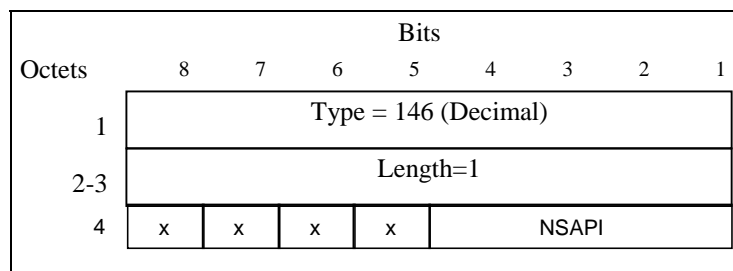 Bits
Octets 8 7 6 5 4 3 2 1
1 Type = 146 (Decimal)
2-3 Length=1
4 x x x x NSAPI